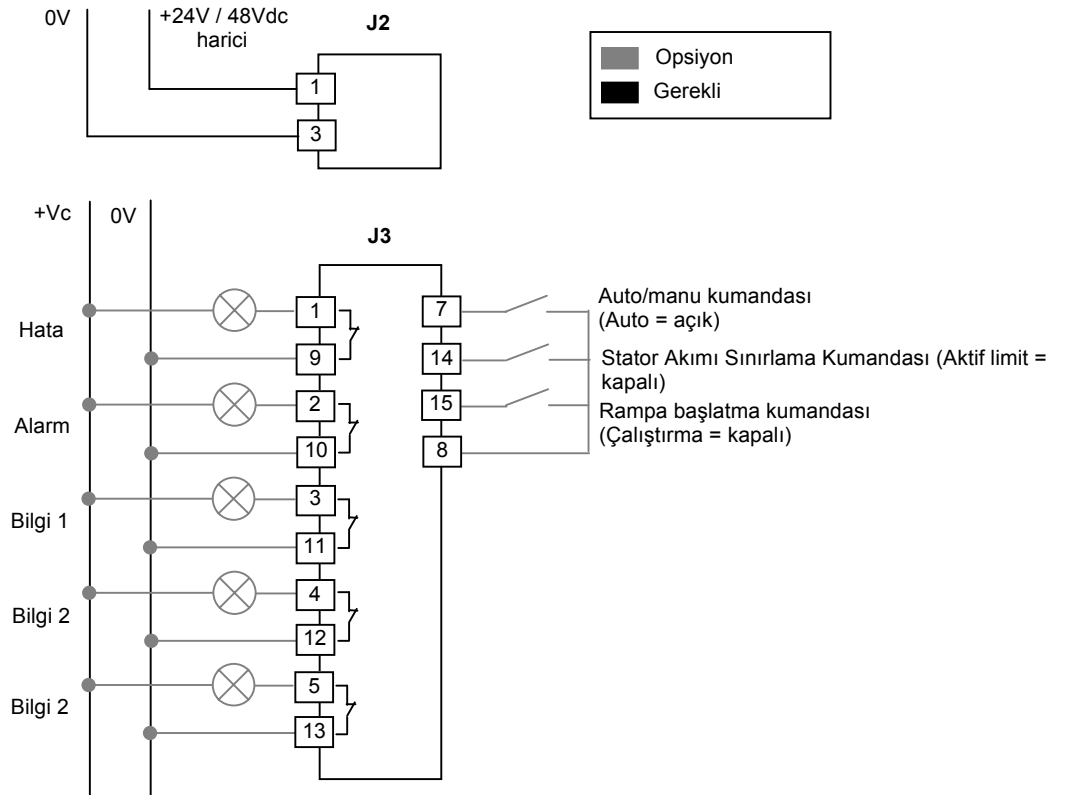 0V
+24V / 48Vdc
harici
J2
1
3
Opsiyon
Gerekli
+Vc
0V
J3
Hata
1
9
Alarm
2
10
Bilgi 1
3
11
Bilgi 2
4
12
Bilgi 2
5
13
7
Auto/manu kumandası
(Auto = açık)
14
Stator Akımı Sınırlama Kumandası (Aktif limit =
kapalı)
15
Rampa başlatma kumandası
(Çalıştırma = kapalı)
8